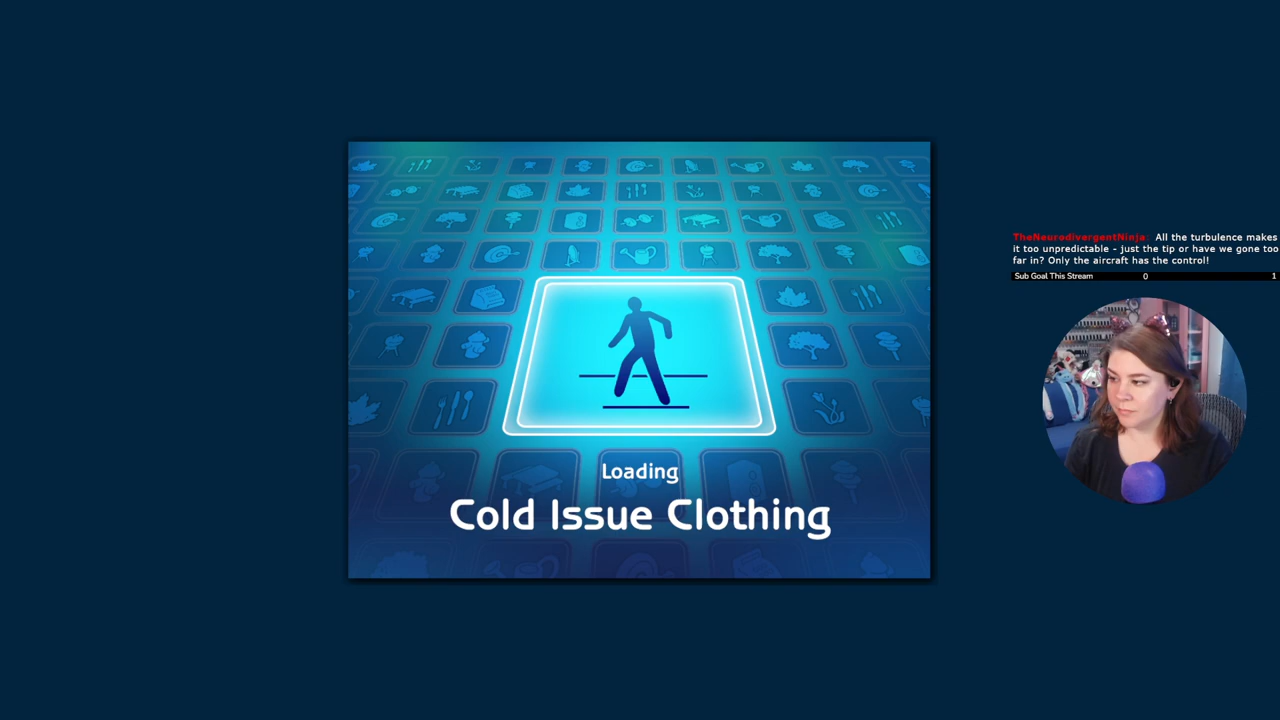 TheNeurodivergentNinja: All the turbulence makes
it too unpredictable - just the tip or have we gone too
far in? Only the aircraft has the control!
Sub Goal This Stream 0 1
Loading
Cold Issue Clothing